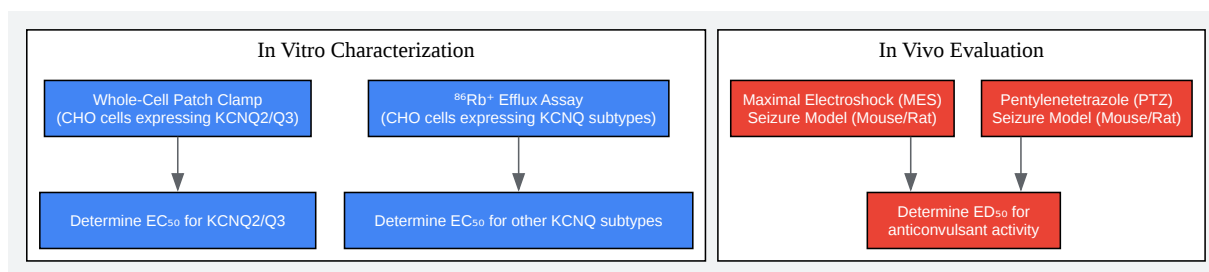 In Vitro Characterization
Whole-Cell Patch Clamp
(CHO cells expressing KCNQ2/Q3)
⁸⁶Rb⁺ Efflux Assay
(CHO cells expressing KCNQ subtypes)
Determine EC₅₀ for KCNQ2/Q3
Determine EC₅₀ for other KCNQ subtypes
In Vivo Evaluation
Maximal Electroshock (MES)
Seizure Model (Mouse/Rat)
Pentylenetetrazole (PTZ)
Seizure Model (Mouse/Rat)
Determine ED₅₀ for
anticonvulsant activity